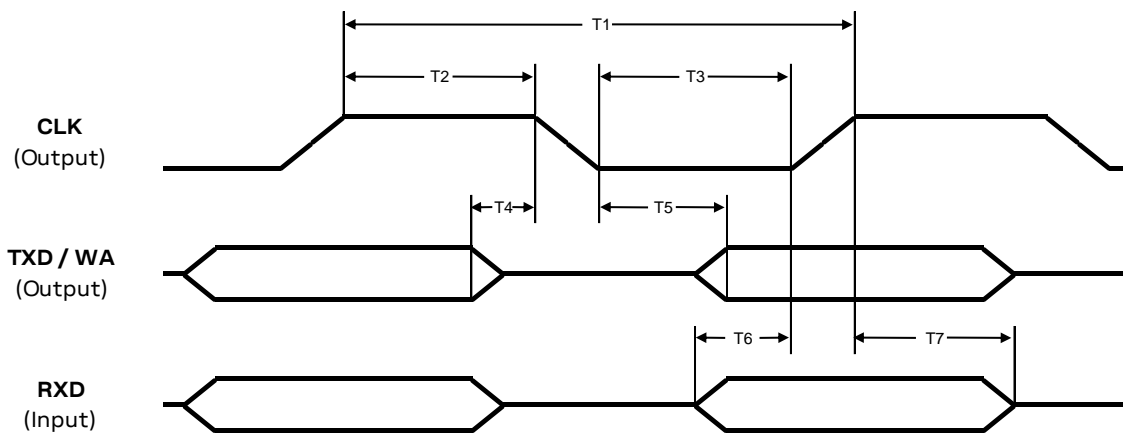 T1
T2
T3
CLK
(Output)
T4
T5
TXD / WA
(Output)
T6
T7
RXD
(Input)